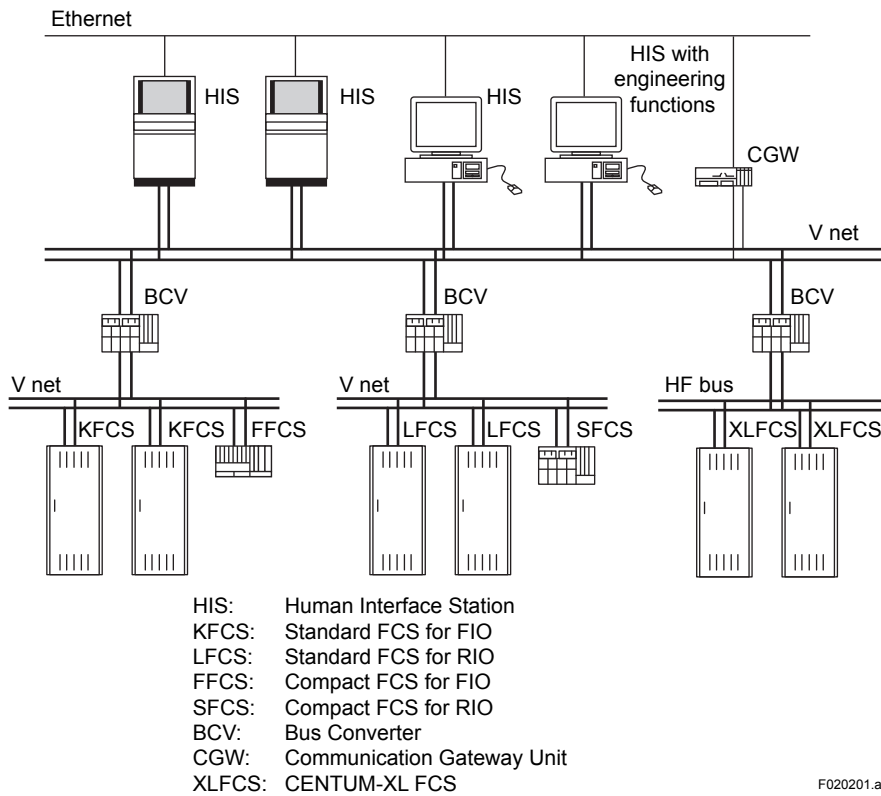 Ethernet
HIS
HIS
HIS
HIS with
engineering
functions
CGW
V net
BCV
BCV
BCV
V net
V net
HF bus
KFCS
KFCS
FFCS
LFCS
LFCS
SFCS
XLFCS
XLFCS
HIS: Human Interface Station
KFCS: Standard FCS for FIO
LFCS: Standard FCS for RIO
FFCS: Compact FCS for FIO
SFCS: Compact FCS for RIO
BCV: Bus Converter
CGW: Communication Gateway Unit
XLFCS: CENTUM-XL FCS
F020201.a